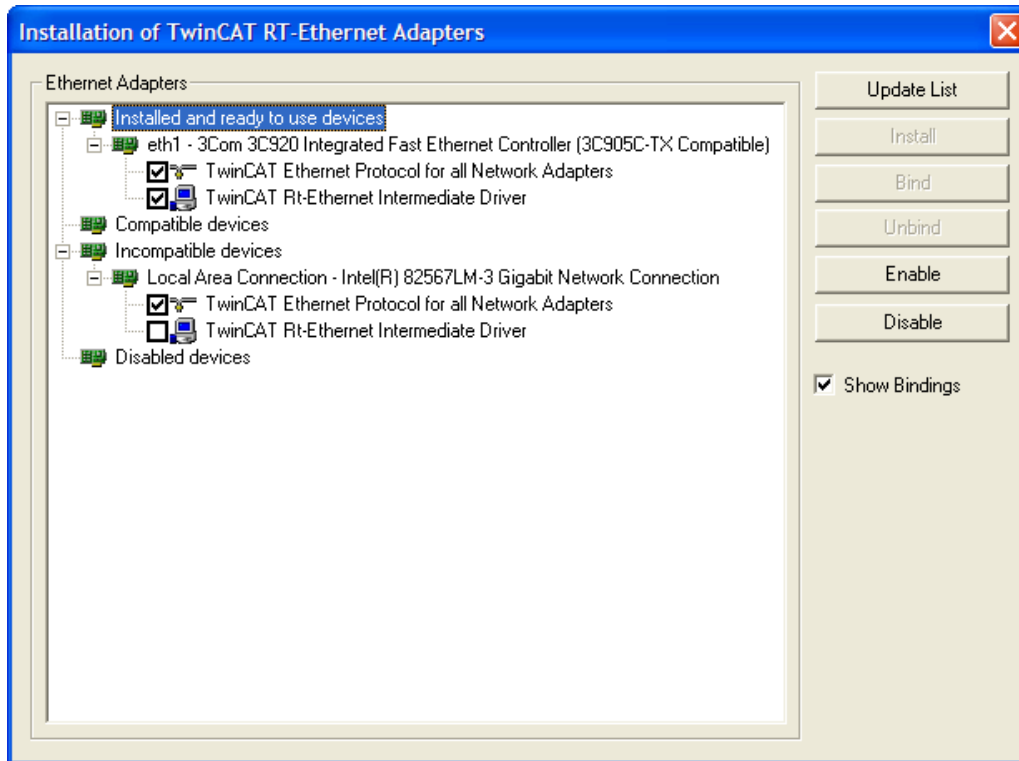 Installation of TwinCAT RT-Ethernet Adapters
Ethernet Adapters
Installed and ready to use devices
eth1 - 3Com 3C920 Integrated Fast Ethernet Controller (3C905C-TX Compatible)
TwinCAT Ethernet Protocol for all Network Adapters
TwinCAT Rt-Ethernet Intermediate Driver
Compatible devices
Incompatible devices
Local Area Connection - Intel(R) 82567LM-3 Gigabit Network Connection
TwinCAT Ethernet Protocol for all Network Adapters
TwinCAT Rt-Ethernet Intermediate Driver
Disabled devices
Update List
Install
Bind
Unbind
Enable
Disable
Show Bindings